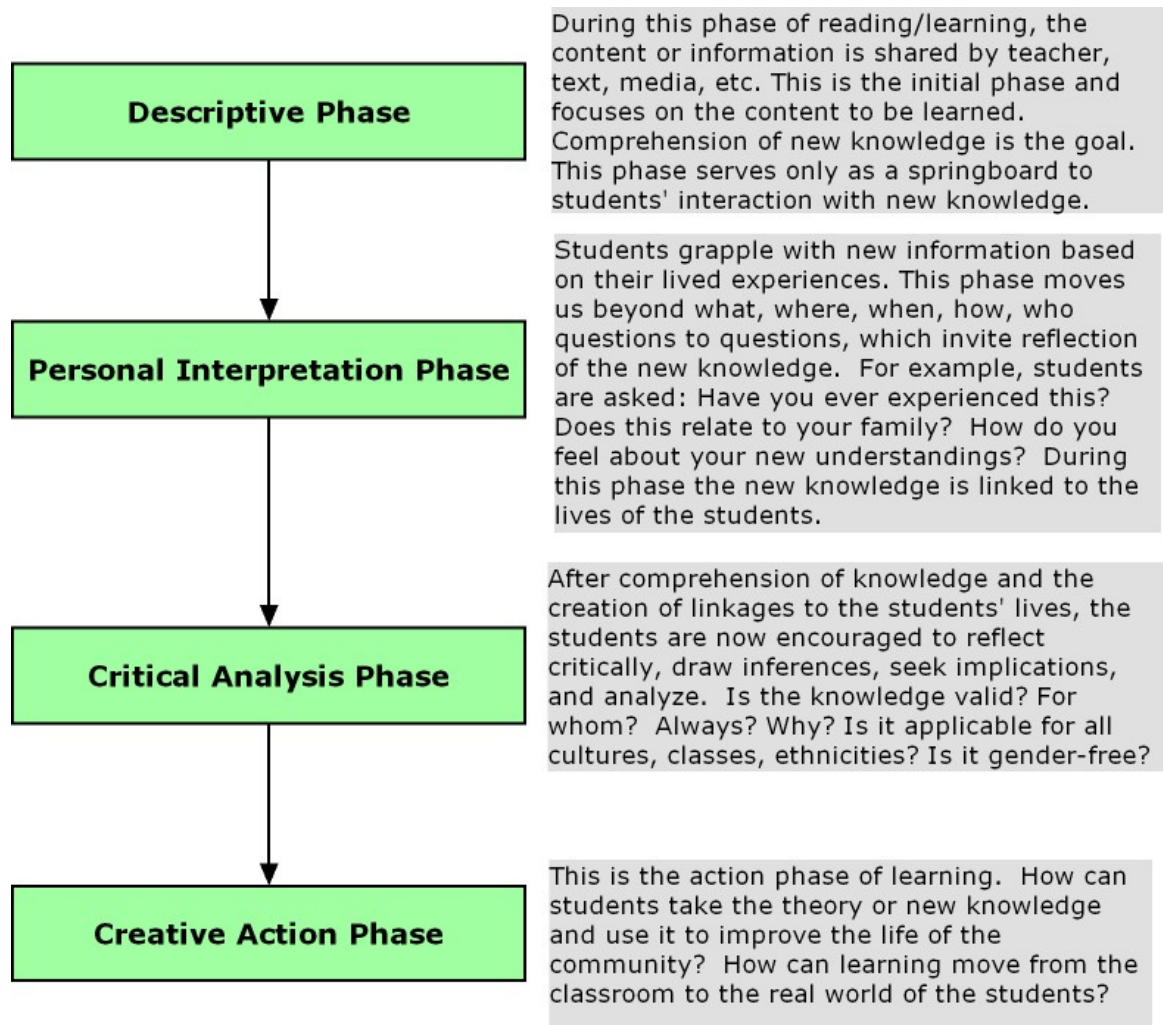 Descriptive Phase
During this phase of reading/learning, the
content or information is shared by teacher,
text, media, etc. This is the initial phase and
focuses on the content to be learned.
Comprehension of new knowledge is the goal.
This phase serves only as a springboard to
students' interaction with new knowledge.
Personal Interpretation Phase
Students grapple with new information based
on their lived experiences. This phase moves
us beyond what, where, when, how, who
questions to questions, which invite reflection
of the new knowledge.  For example, students
are asked: Have you ever experienced this?
Does this relate to your family?  How do you
feel about your new understandings?  During
this phase the new knowledge is linked to the
lives of the students.
Critical Analysis Phase
After comprehension of knowledge and the
creation of linkages to the students' lives, the
students are now encouraged to reflect
critically, draw inferences, seek implications,
and analyze.  Is the knowledge valid? For
whom?  Always? Why? Is it applicable for all
cultures, classes, ethnicities? Is it gender-free?
Creative Action Phase
This is the action phase of learning.  How can
students take the theory or new knowledge
and use it to improve the life of the
community?  How can learning move from the
classroom to the real world of the students?